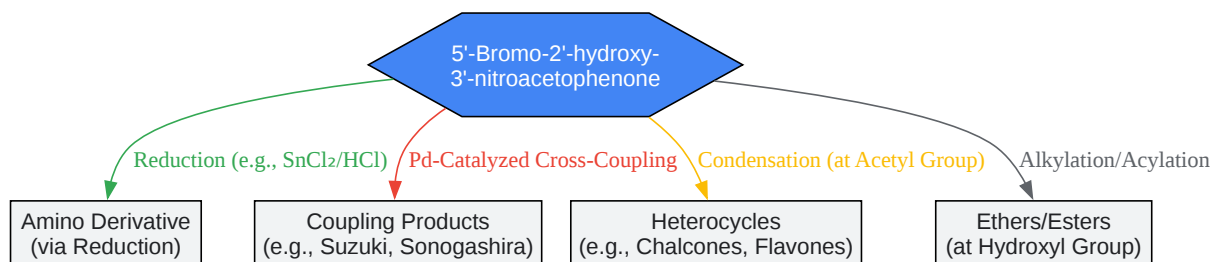 5'-Bromo-2'-hydroxy-
3'-nitroacetophenone
Reduction (e.g., SnCl₂/HCl)
Pd-Catalyzed Cross-Coupling
Condensation (at Acetyl Group)
Alkylation/Acylation
Amino Derivative
(via Reduction)
Coupling Products
(e.g., Suzuki, Sonogashira)
Heterocycles
(e.g., Chalcones, Flavones)
Ethers/Esters
(at Hydroxyl Group)